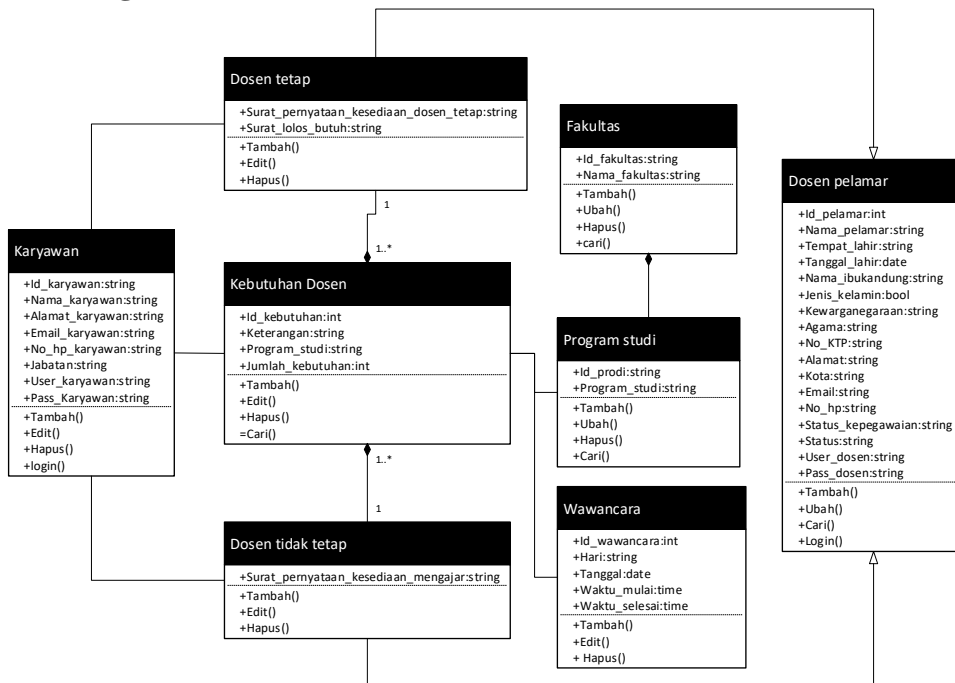 Dosen tetap
+Surat_pernyataan_kesediaan_dosen_tetap:string
+Surat_lolos_butuh:string
+Tambah()
+Edit()
+Hapus()
1
1..*
Fakultas
+Id_fakultas:string
+Nama_fakultas:string
+Tambah()
+Ubah()
+Hapus()
+cari()
Dosen pelamar
+Id_pelamar:int
+Nama_pelamar:string
+Tempat_lahir:string
+Tanggal_lahir:date
+Nama_ibukandung:string
+Jenis_kelamin:bool
+Kewarganegaraan:string
+Agama:string
+No_KTP:string
+Alamat:string
+Kota:string
+Email:string
+No_hp:string
+Status_kepegawaian:string
+Status:string
+User_dosen:string
+Pass_dosen:string
+Tambah()
+Ubah()
+Cari()
+Login()
Karyawan
+Id_karyawan:string
+Nama_karyawan:string
+Alamat_karyawan:string
+Email_karyawan:string
+No_hp_karyawan:string
+Jabatan:string
+User_karyawan:string
+Pass_Karyawan:string
+Tambah()
+Edit()
+Hapus()
+login()
Kebutuhan Dosen
+Id_kebutuhan:int
+Keterangan:string
+Program_studi:string
+Jumlah_kebutuhan:int
+Tambah()
+Edit()
+Hapus()
=Cari()
1..*
1
Program studi
+Id_prodi:string
+Program_studi:string
+Tambah()
+Ubah()
+Hapus()
+Cari()
Dosen tidak tetap
+Surat_pernyataan_kesediaan_mengajar:string
+Tambah()
+Edit()
+Hapus()
Wawancara
+Id_wawancara:int
+Hari:string
+Tanggal:date
+Waktu_mulai:time
+Waktu_selesai:time
+Tambah()
+Edit()
+ Hapus()